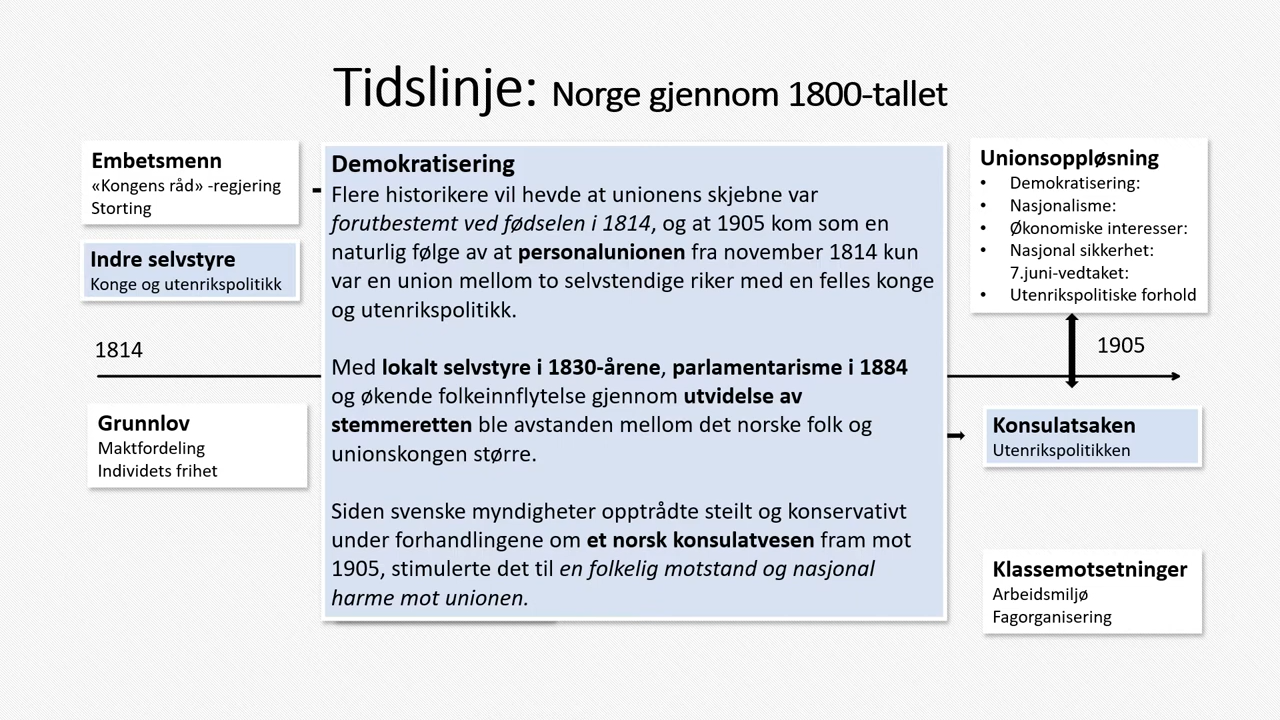 Tidslinje: Norge gjennom 1800-tallet
Embetsmenn
«Kongens råd» -regjering
Storting
Indre selvstyre
Konge og utenrikspolitikk
1814
Grunnlov
Maktfordeling
Individets frihet
Demokratisering
Flere historikere vil hevde at unionens skjebne var
forutbestemt ved fødselen i 1814, og at 1905 kom som en
naturlig følge av at personalunionen fra november 1814 kun
var en union mellom to selvstendige riker med en felles konge
og utenrikspolitikk.
Med lokalt selvstyre i 1830-årene, parlamentarisme i 1884
og økende folkeinnflytelse gjennom utvidelse av
stemmeretten ble avstanden mellom det norske folk og
unionskongen større.
Siden svenske myndigheter opptrådte steilt og konservativt
under forhandlingene om et norsk konsulatvesen fram mot
1905, stimulerte det til en folkelig motstand og nasjonal
harme mot unionen.
Unionsoppløsning
• Demokratisering:
• Nasjonalisme:
• Økonomiske interesser:
• Nasjonal sikkerhet:
7.juni-vedtaket:
• Utenrikspolitiske forhold
1905
Konsulatsaken
Utenrikspolitikken
Klassemotsetninger
Arbeidsmiljø
Fagorganisering